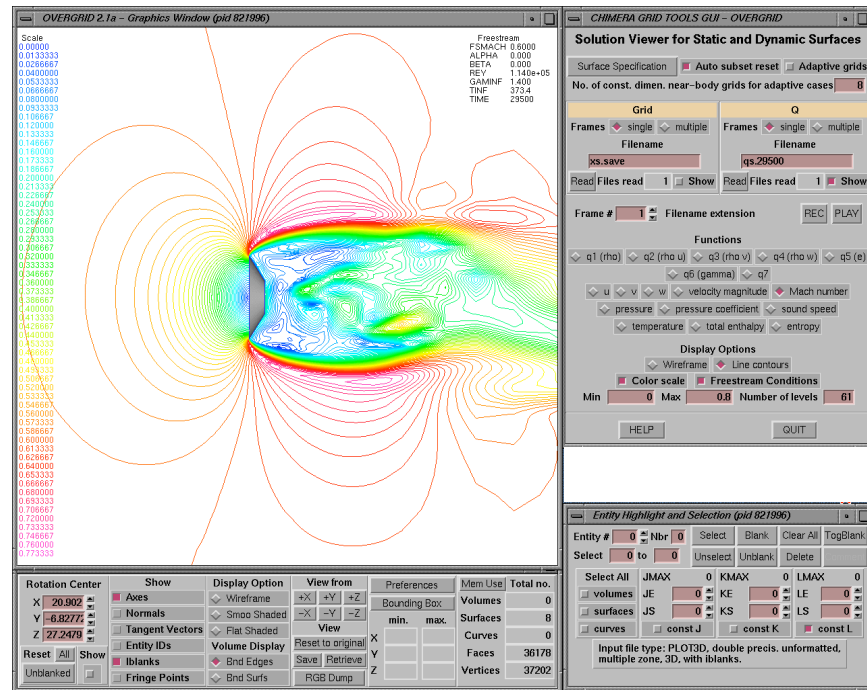 OVERGRID 2.1a - Graphics Window (pid 821996)
Scale
0.00000
0.0133333
0.0266667
0.0400000
0.0533333
0.0666667
0.0800000
0.0933333
0.106667
0.120000
0.133333
0.146667
0.160000
0.173333
0.186667
0.200000
0.213333
0.226667
0.240000
0.253333
0.266667
0.280000
0.293333
0.306667
0.320000
0.333333
0.346667
0.360000
0.373333
0.386667
0.400000
0.413333
0.426667
0.440000
0.453333
0.466667
0.480000
0.493333
0.506667
0.520000
0.533333
0.546667
0.560000
0.573333
0.586667
0.600000
0.613333
0.626667
0.640000
0.653333
0.666667
0.680000
0.693333
0.706667
0.720000
0.733333
0.746667
0.760000
0.773333
Freestream
FSMACH 0.6000
ALPHA 0.000
BETA 0.000
REY 1.140e+05
GAMINF 1.400
TINF 373.4
TIME 29500
CHIMERA GRID TOOLS GUI - OVERGRID
Solution Viewer for Static and Dynamic Surfaces
Surface Specification Auto subset reset Adaptive grids
No. of const. dimen. near-body grids for adaptive cases 8
Grid Q
Frames single multiple Frames single multiple
Filename Filename
xs.save qs.29500
Read Files read 1 Show Read Files read 1 Show
Frame # 1 Filename extension REC PLAY
Functions
q1 (rho) q2 (rho u) q3 (rho v) q4 (rho w) q5 (e)
q6 (gamma) q7
u v w velocity magnitude Mach number
pressure pressure coefficient sound speed
temperature total enthalpy entropy
Display Options
Wireframe Line contours
Color scale Freestream Conditions
Min 0 Max 0.8 Number of levels 61
HELP QUIT
Entity Highlight and Selection (pid 821996)
Entity # 0 Nbr 0 Select Blank Clear All TogBlank
Select 0 to 0 Unselect Unblank Delete
Select All JMAX 0 KMAX 0 LMAX 0
volumes JE 0 KE 0 LE 0
surfaces JS 0 KS 0 LS 0
curves const J const K const L
Input file type: PLOT3D, double precis. unformatted,
multiple zone, 3D, with iblanks.
Rotation Center
X 20.902
Y -6.82772
Z 27.2479
Reset All Show
Unblanked
Show
Axes
Normals
Tangent Vectors
Entity IDs
Iblanks
Fringe Points
Display Option
Wireframe
Smoo Shaded
Flat Shaded
Volume Display
Bnd Edges
Bnd Surfs
View from
+X +Y +Z
-X -Y -Z
View
Reset to original
Save Retrieve
RGB Dump
Preferences
Bounding Box
min. max.
X
Y
Z
Mem Use Total no.
Volumes 0
Surfaces 8
Curves 0
Faces 36178
Vertices 37202